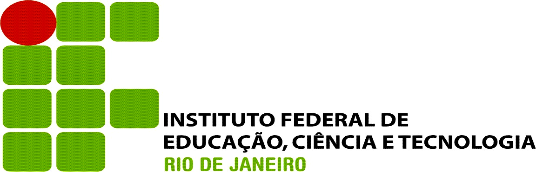 INSTITUTO FEDERAL DE
EDUCAÇÃO, CIÊNCIA E TECNOLOGIA
RIO DE JANEIRO